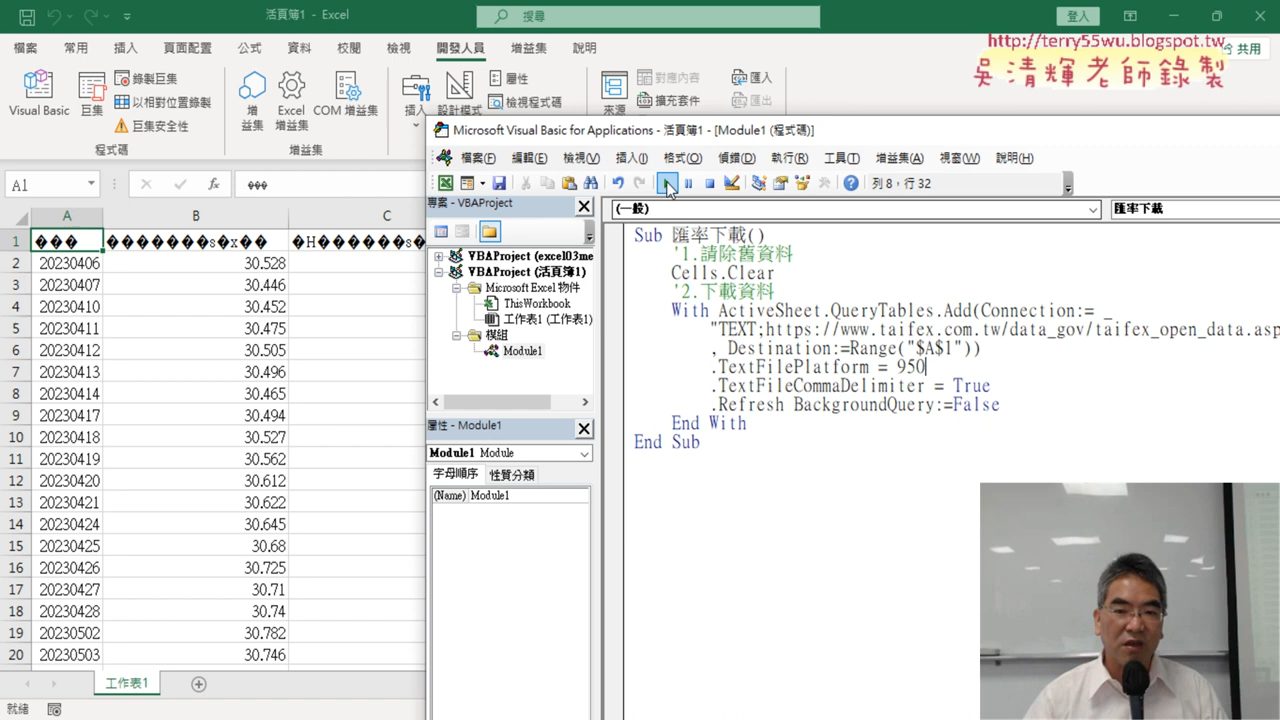 活頁簿1 - Excel
搜尋
登入
檔案 常用 插入 頁面配置 公式 資料 校閱 檢視 開發人員 增益集 說明
共用
http://terry55wu.blogspot.tw
吳清輝老師錄製
Visual Basic
巨集
錄製巨集
以相對位置錄製
巨集安全性
程式碼
增益集
Excel 增益集
COM 增益集
增益集
插入
設計模式
屬性
檢視程式碼
來源
對應內容
擴充套件
匯入
匯出
Microsoft Visual Basic for Applications - 活頁簿1 - [Module1 (程式碼)]
檔案(F) 編輯(E) 檢視(V) 插入(I) 格式(O) 偵錯(D) 執行(R) 工具(T) 增益集(A) 視窗(W) 說明(H)
列 8，行 32
A1
fx
���
A B C
1 ��� �������s�x�� �H������s
2 20230406 30.528
3 20230407 30.446
4 20230410 30.452
5 20230411 30.475
6 20230412 30.505
7 20230413 30.496
8 20230414 30.465
9 20230417 30.494
10 20230418 30.527
11 20230419 30.562
12 20230420 30.612
13 20230421 30.622
14 20230424 30.645
15 20230425 30.68
16 20230426 30.725
17 20230427 30.71
18 20230428 30.74
19 20230502 30.782
20 20230503 30.746
工作表1
就緒
專案 - VBAProject
VBAProject (excel03me
VBAProject (活頁簿1)
Microsoft Excel 物件
ThisWorkbook
工作表1 (工作表1)
模組
Module1
屬性 - Module1
Module1 Module
字母順序 性質分類
(Name) Module1
(一般)
匯率下載
Sub 匯率下載()
'1.請除舊資料
Cells.Clear
'2.下載資料
With ActiveSheet.QueryTables.Add(Connection:= _
"TEXT;https://www.taifex.com.tw/data_gov/taifex_open_data.asp
, Destination:=Range("$A$1"))
.TextFilePlatform = 950
.TextFileCommaDelimiter = True
.Refresh BackgroundQuery:=False
End With
End Sub